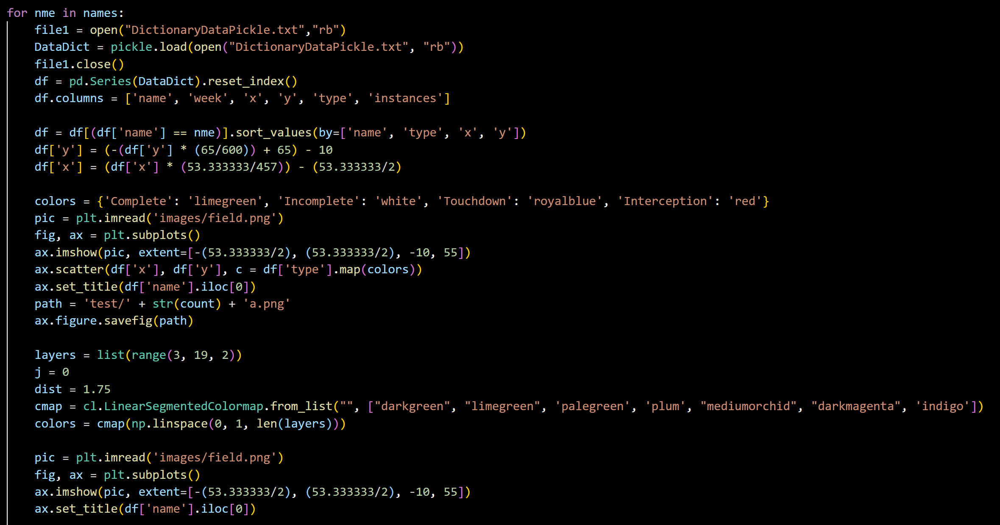 for nme in names:
    file1 = open("DictionaryDataPickle.txt","rb")
    DataDict = pickle.load(open("DictionaryDataPickle.txt", "rb"))
    file1.close()
    df = pd.Series(DataDict).reset_index()
    df.columns = ['name', 'week', 'x', 'y', 'type', 'instances']

    df = df[(df['name'] == nme)].sort_values(by=['name', 'type', 'x', 'y'])
    df['y'] = (-(df['y'] * (65/600)) + 65) - 10
    df['x'] = (df['x'] * (53.333333/457)) - (53.333333/2)

    colors = {'Complete': 'limegreen', 'Incomplete': 'white', 'Touchdown': 'royalblue', 'Interception': 'red'}
    pic = plt.imread('images/field.png')
    fig, ax = plt.subplots()
    ax.imshow(pic, extent=[-(53.333333/2), (53.333333/2), -10, 55])
    ax.scatter(df['x'], df['y'], c = df['type'].map(colors))
    ax.set_title(df['name'].iloc[0])
    path = 'test/' + str(count) + 'a.png'
    ax.figure.savefig(path)

    layers = list(range(3, 19, 2))
    j = 0
    dist = 1.75
    cmap = cl.LinearSegmentedColormap.from_list("", ["darkgreen", "limegreen", 'palegreen', 'plum', "mediumorchid", "darkmagenta", 'indigo'])
    colors = cmap(np.linspace(0, 1, len(layers)))

    pic = plt.imread('images/field.png')
    fig, ax = plt.subplots()
    ax.imshow(pic, extent=[-(53.333333/2), (53.333333/2), -10, 55])
    ax.set_title(df['name'].iloc[0])